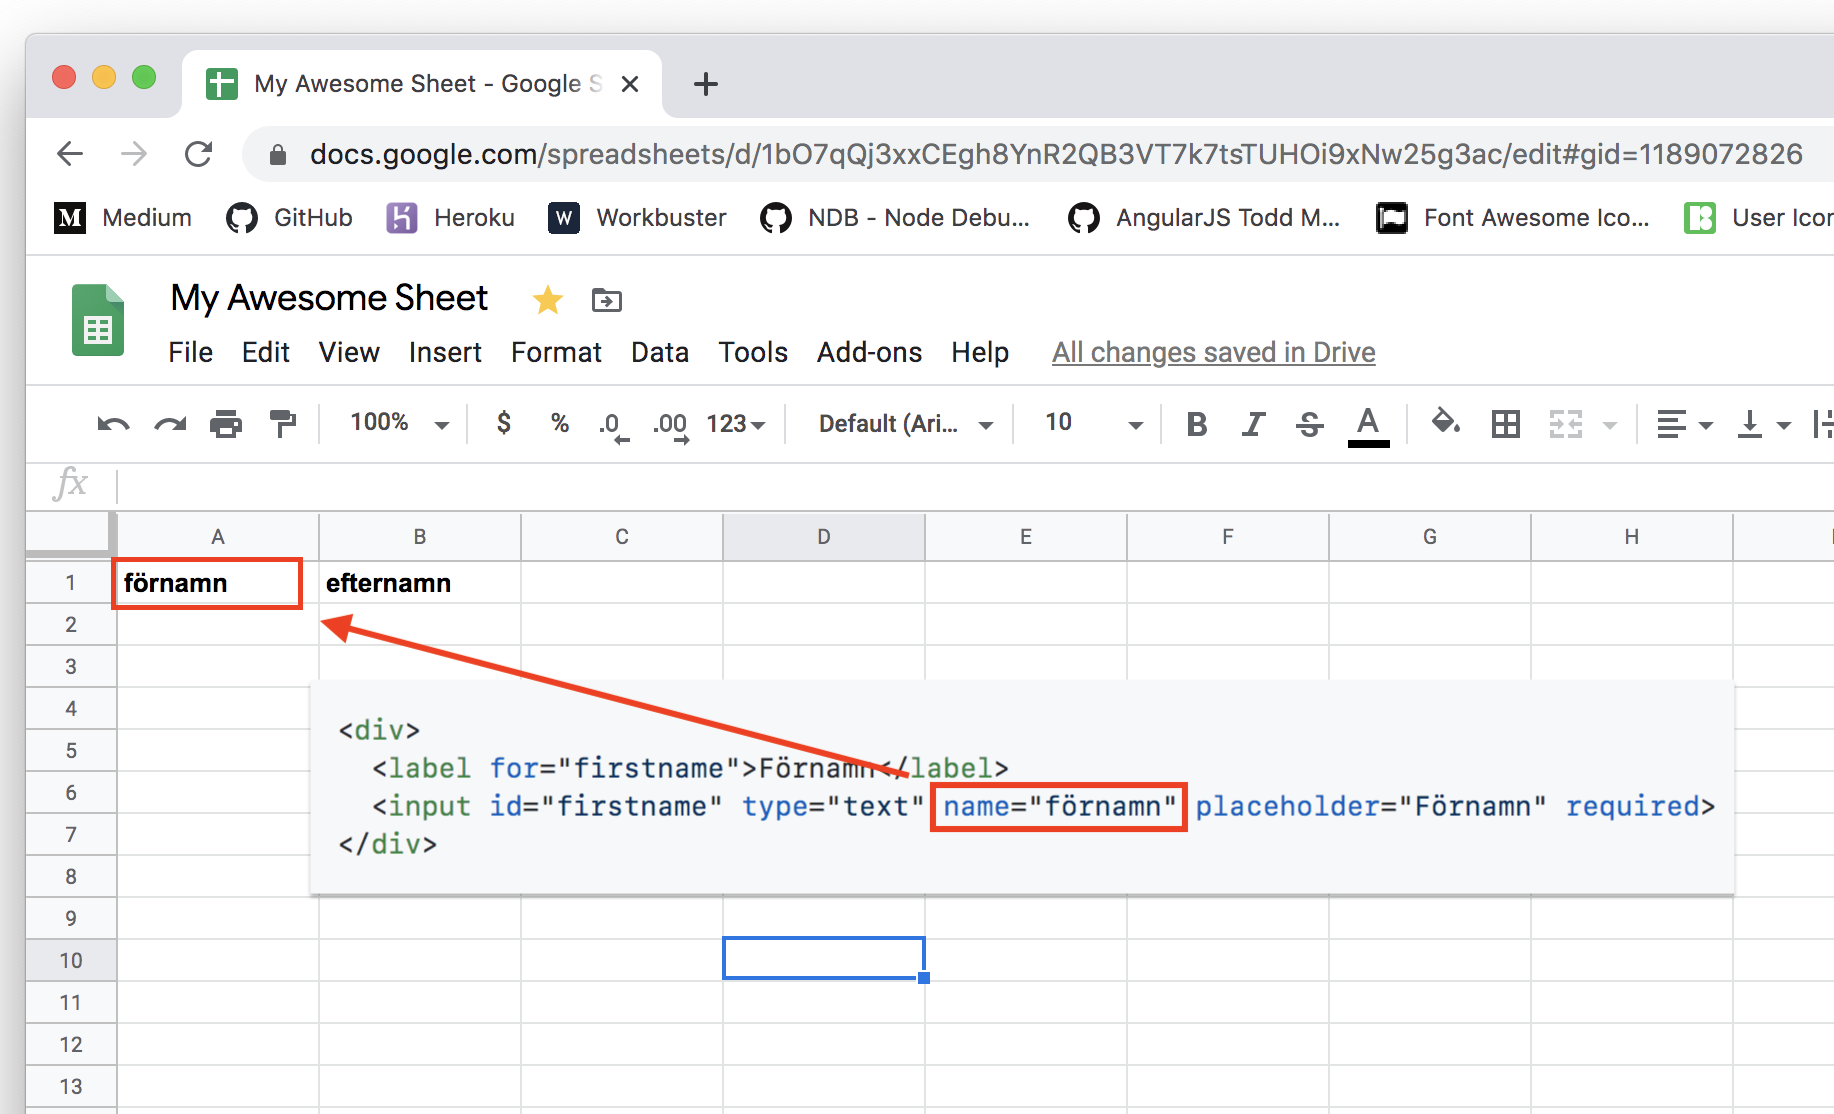 My Awesome Sheet - Google S
docs.google.com/spreadsheets/d/1bO7qQj3xxCEgh8YnR2QB3VT7k7tsTUHOi9xNw25g3ac/edit#gid=1189072826
M Medium GitHub Heroku W Workbuster NDB - Node Debu... AngularJS Todd M... Font Awesome Ico... User Icon
My Awesome Sheet
File Edit View Insert Format Data Tools Add-ons Help All changes saved in Drive
100% $ % .0 .00 123 Default (Ari... 10 B I S A
fx
A B C D E F G H
1 förnamn efternamn
2
3
4
<div>
5
<label for="firstname">Förnamn</label>
6 <input id="firstname" type="text" name="förnamn" placeholder="Förnamn" required>
7
</div>
8
9
10
11
12
13